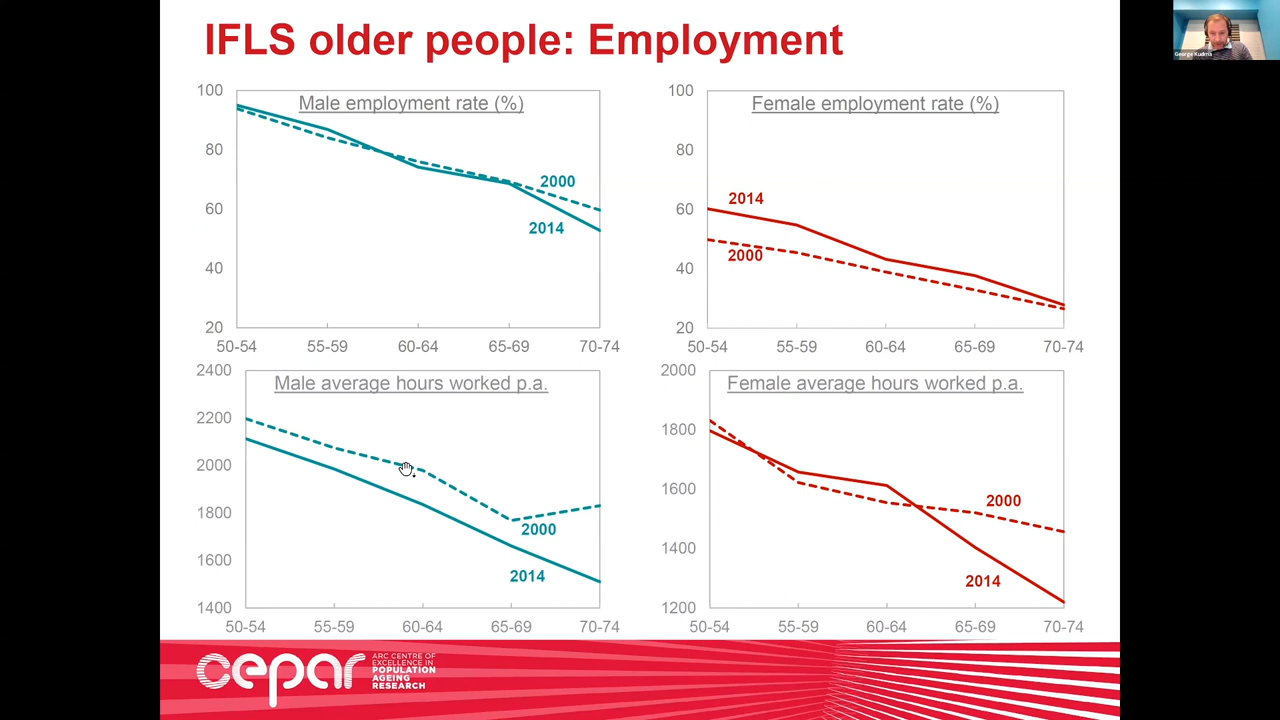 IFLS older people: Employment
George Kudrna
Male employment rate (%)
100
80
60
40
20
2000
2014
50-54 55-59 60-64 65-69 70-74
Female employment rate (%)
100
80
60
40
20
2014
2000
50-54 55-59 60-64 65-69 70-74
Male average hours worked p.a.
2400
2200
2000
1800
1600
1400
2000
2014
50-54 55-59 60-64 65-69 70-74
Female average hours worked p.a.
2000
1800
1600
1400
1200
2000
2014
50-54 55-59 60-64 65-69 70-74
cepar
ARC CENTRE OF
EXCELLENCE IN
POPULATION
AGEING
RESEARCH